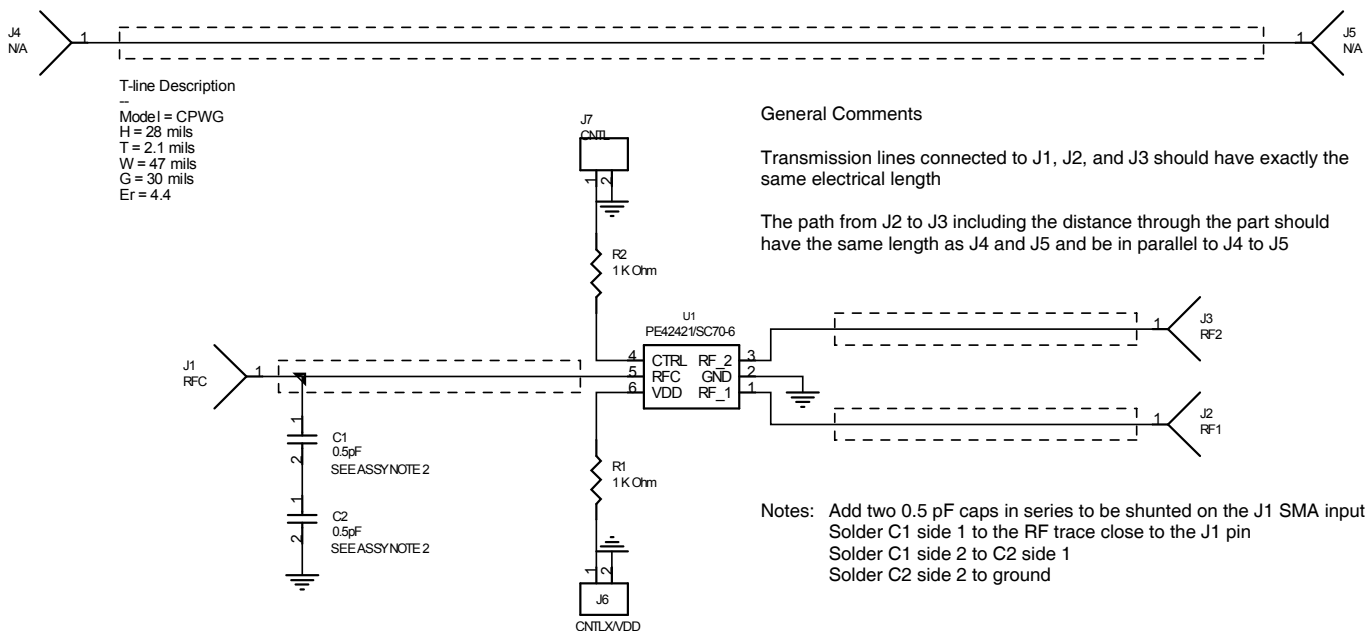 J4
N/A
1
1
J5
N/A
T-line Description
--
Model = CPWG
H = 28 mils
T = 2.1 mils
W = 47 mils
G = 30 mils
Er = 4.4
J7
CNTL
1
2
General Comments
Transmission lines connected to J1, J2, and J3 should have exactly the
same electrical length
The path from J2 to J3 including the distance through the part should
have the same length as J4 and J5 and be in parallel to J4 to J5
R2
1 K Ohm
U1
PE42421/SC70-6
4 CTRL RF_2 3
5 RFC GND 2
6 VDD RF_1 1
1
J3
RF2
J1
RFC
1
1
J2
RF1
1
C1
0.5pF
2
SEE ASSY NOTE 2
1
C2
0.5pF
2
SEE ASSY NOTE 2
R1
1 K Ohm
1
2
J6
CNTLX/VDD
Notes: Add two 0.5 pF caps in series to be shunted on the J1 SMA input
Solder C1 side 1 to the RF trace close to the J1 pin
Solder C1 side 2 to C2 side 1
Solder C2 side 2 to ground